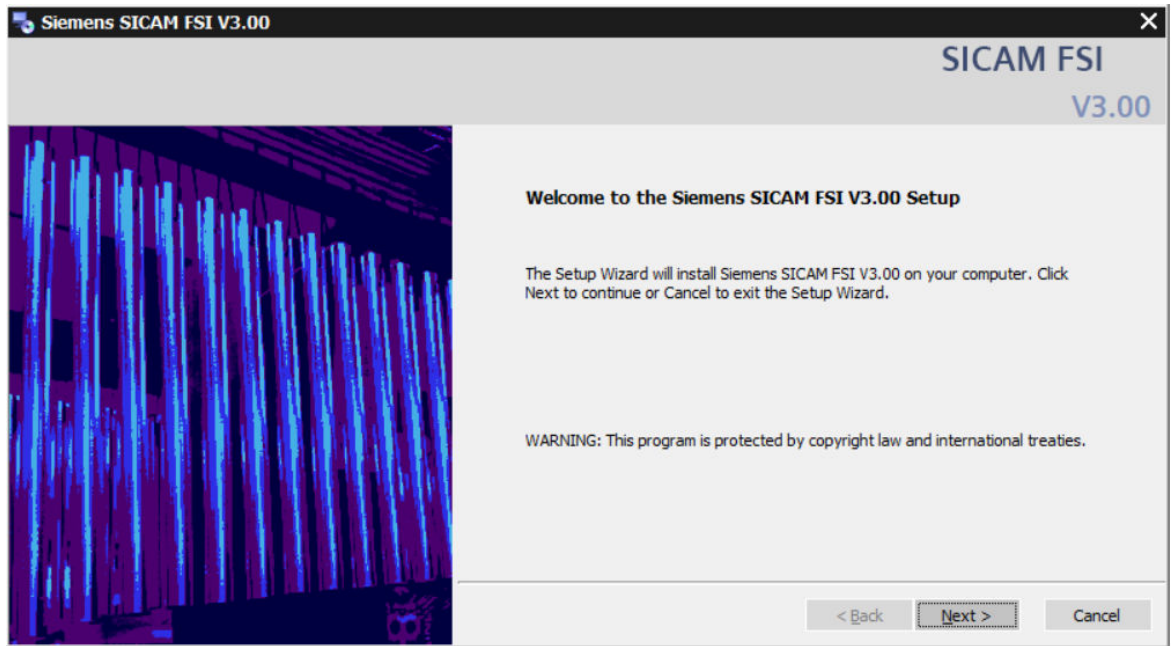 Siemens SICAM FSI V3.00
SICAM FSI
V3.00
Welcome to the Siemens SICAM FSI V3.00 Setup
The Setup Wizard will install Siemens SICAM FSI V3.00 on your computer. Click
Next to continue or Cancel to exit the Setup Wizard.
WARNING: This program is protected by copyright law and international treaties.
< Back Next > Cancel